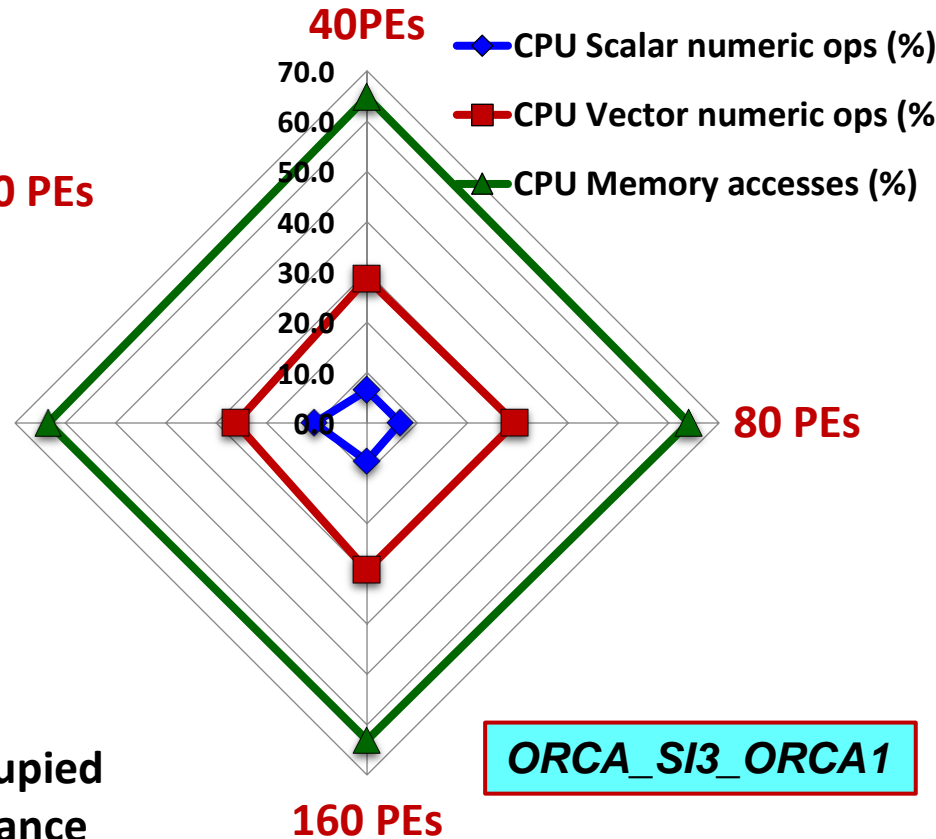 40PEs
CPU Scalar numeric ops (%)
CPU Vector numeric ops (%
CPU Memory accesses (%)
70.0
60.0
50.0
40.0
30.0
20.0
10.0
0.0
0 PEs
80 PEs
160 PEs
ORCA_SI3_ORCA1
upied
ance